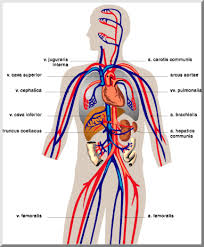 v. jugularis
interna
a. carotis communis
v. cava superior
arcus aortae
v. cephalica
vv. pulmonalis
v. cava inferior
a. brachialis
truncus coeliacus
a. hepatica
communis
v. femoralis
a. femoralis